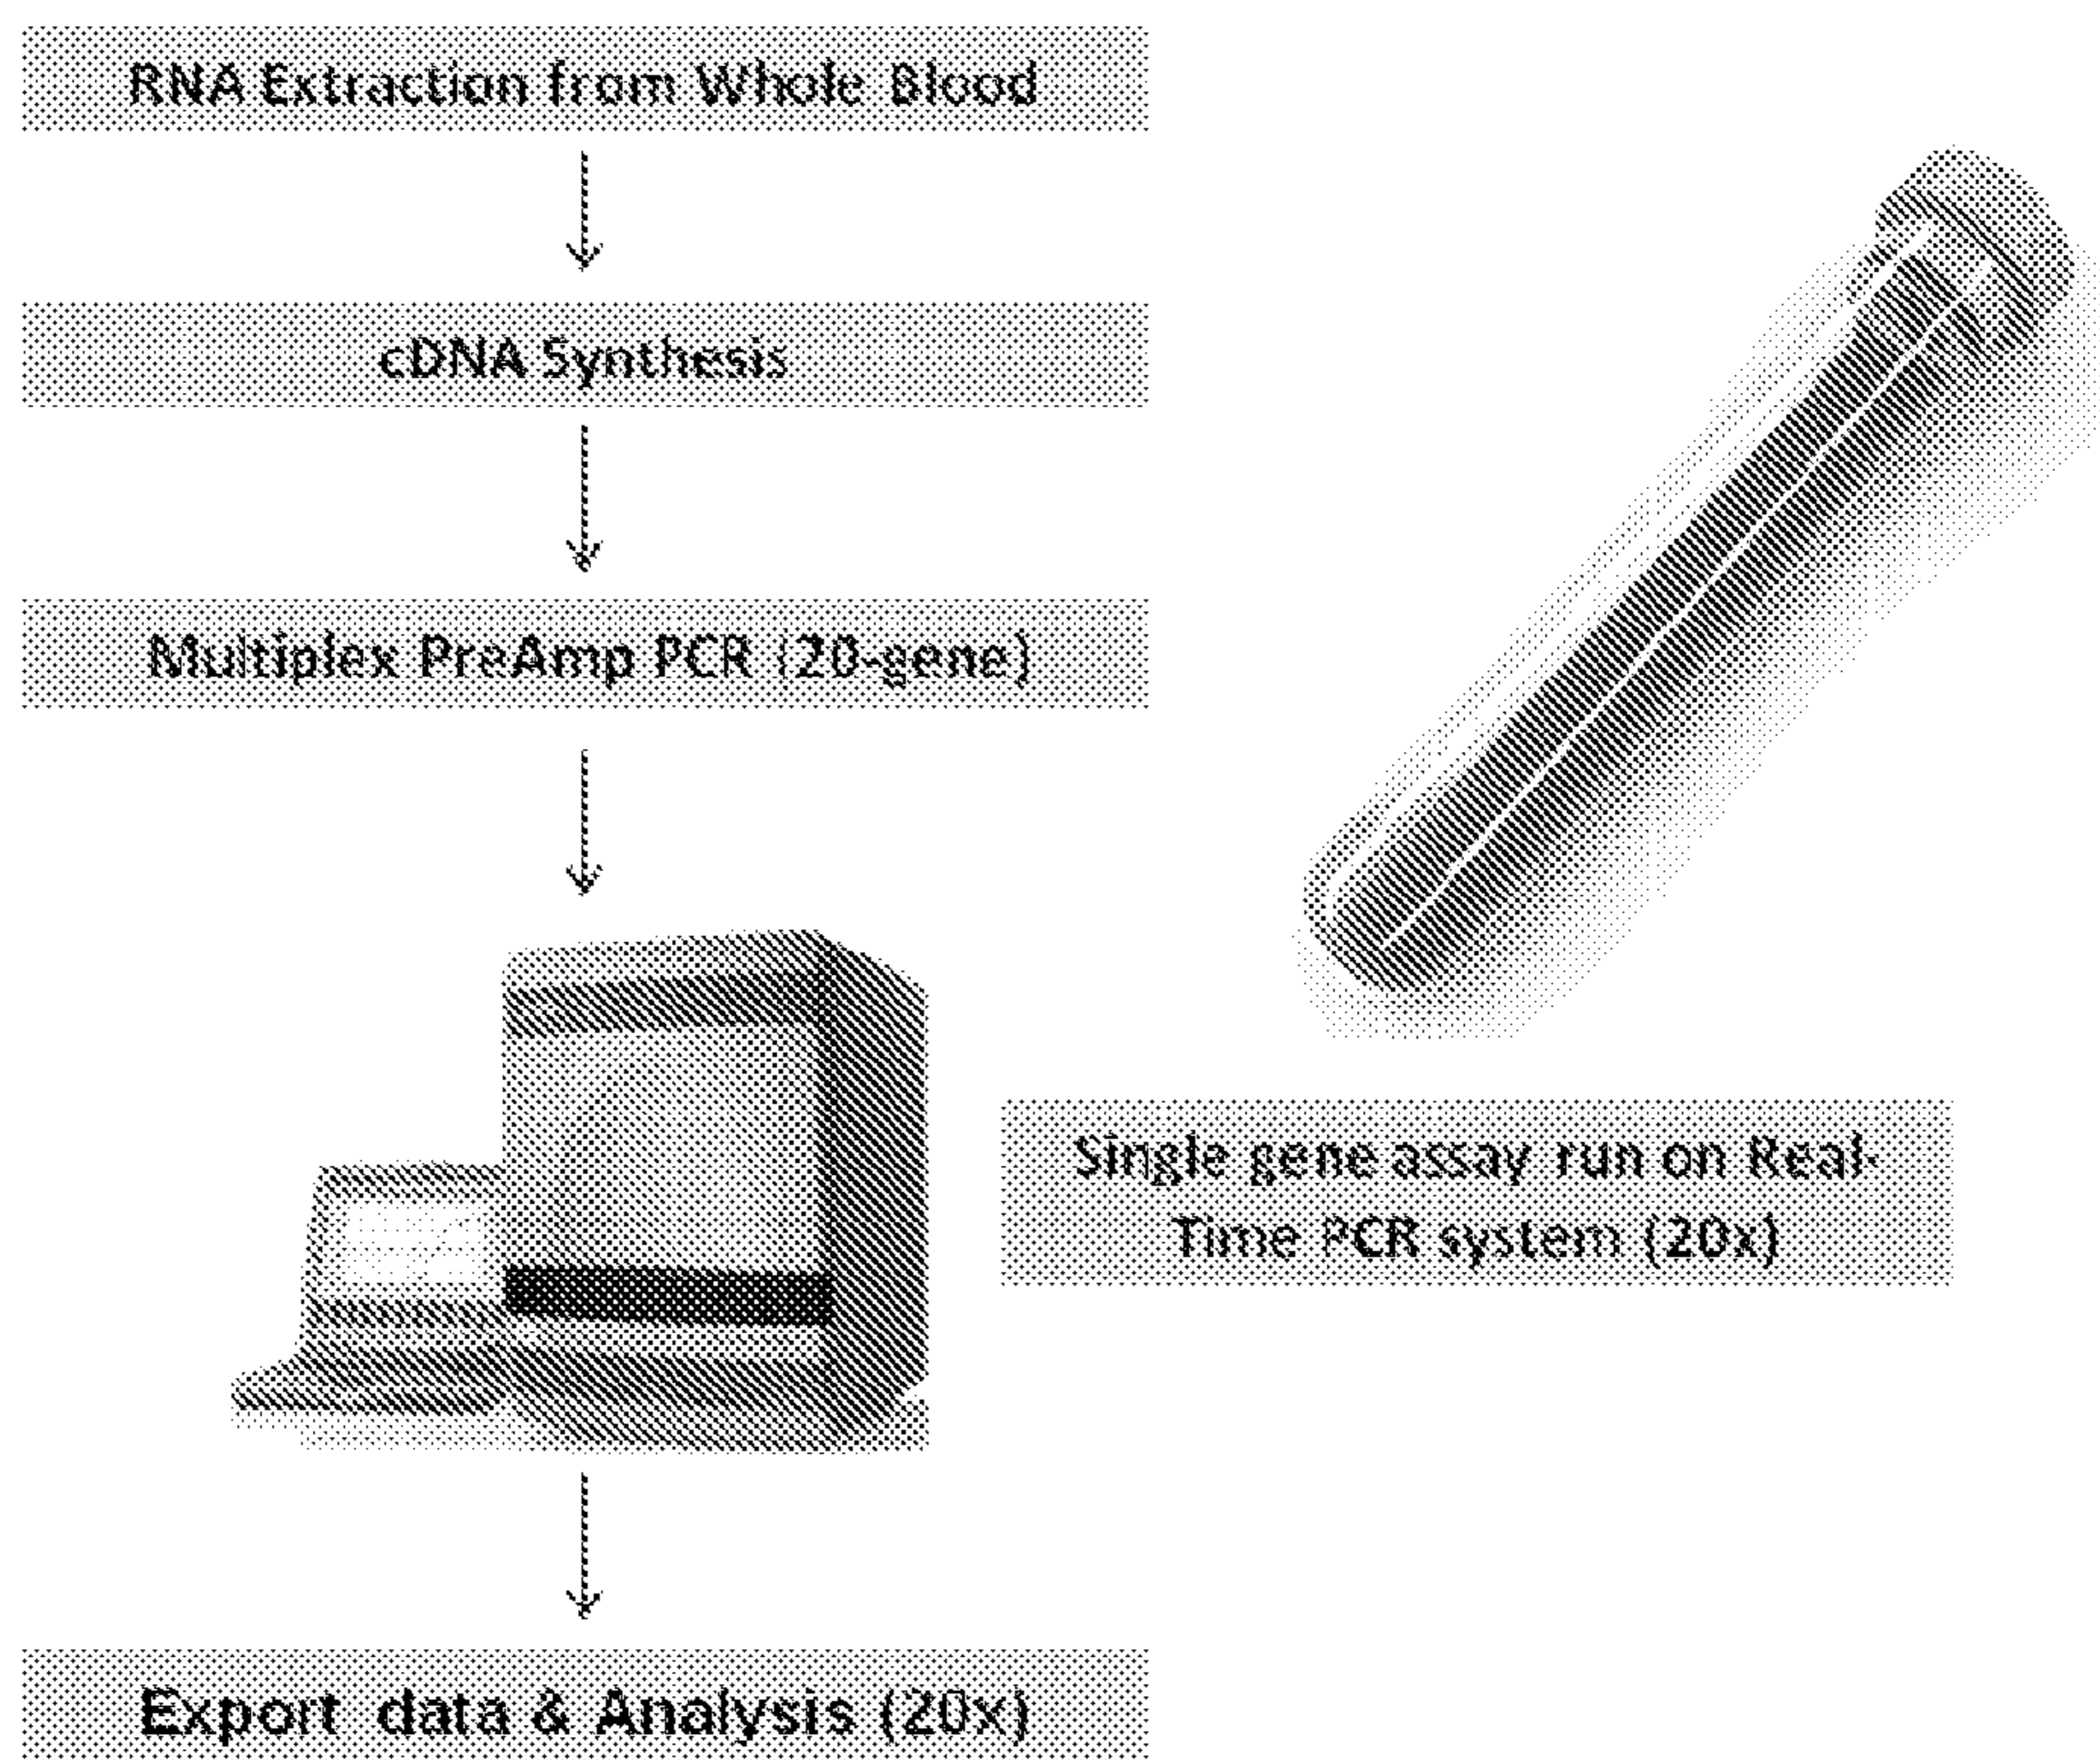 RNA Extraction from Whole Blood
cDNA Synthesis
Multiplex PreAmp PCR (20-gene)
Single gene assay run on Real-
Time PCR system (20x)
Export data & Analysis (20x)